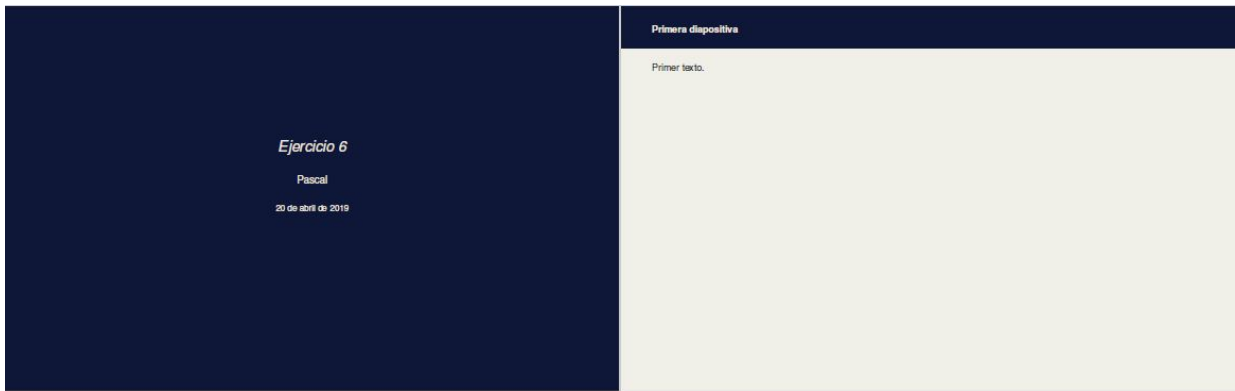 Ejercicio 6
Pascal
20 de abril de 2019
Primera diapositiva
Primer texto.